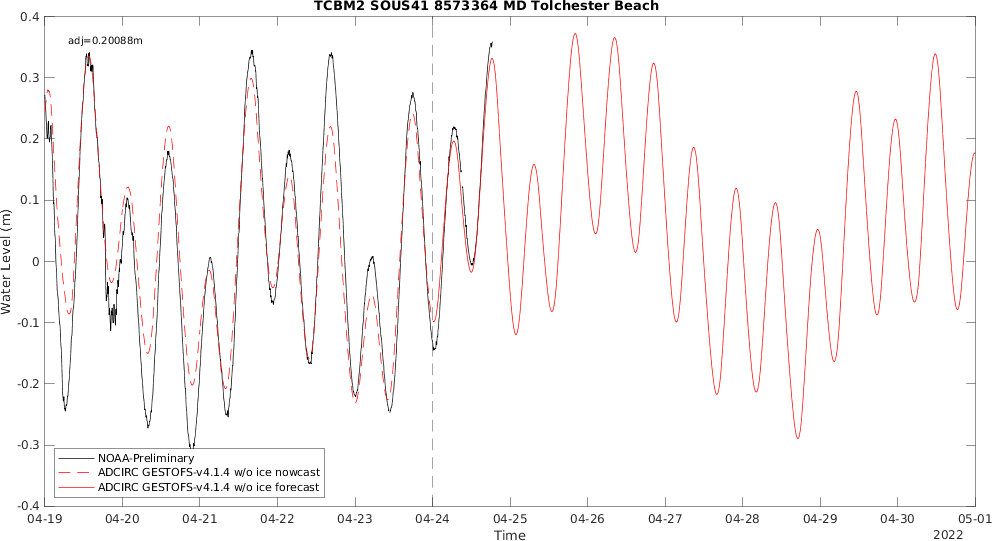 TCBM2 SOUS41 8573364 MD Tolchester Beach
adj=0.20088m
Water Level (m)
0.4
0.3
0.2
0.1
0
-0.1
-0.2
-0.3
-0.4
NOAA-Preliminary
ADCIRC GESTOFS-v4.1.4 w/o ice nowcast
ADCIRC GESTOFS-v4.1.4 w/o ice forecast
04-19 04-20 04-21 04-22 04-23 04-24 04-25 04-26 04-27 04-28 04-29 04-30 05-01
Time
2022